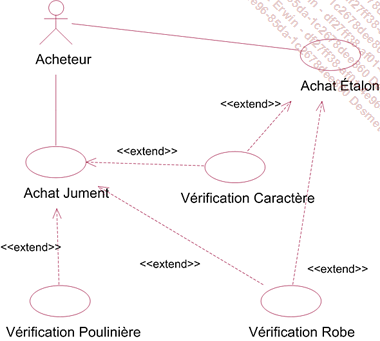 Acheteur
Achat Étalon
<<extend>>
<<extend>>
Achat Jument
Vérification Caractère
<<extend>>
<<extend>>
<<extend>>
Vérification Poulinière
Vérification Robe